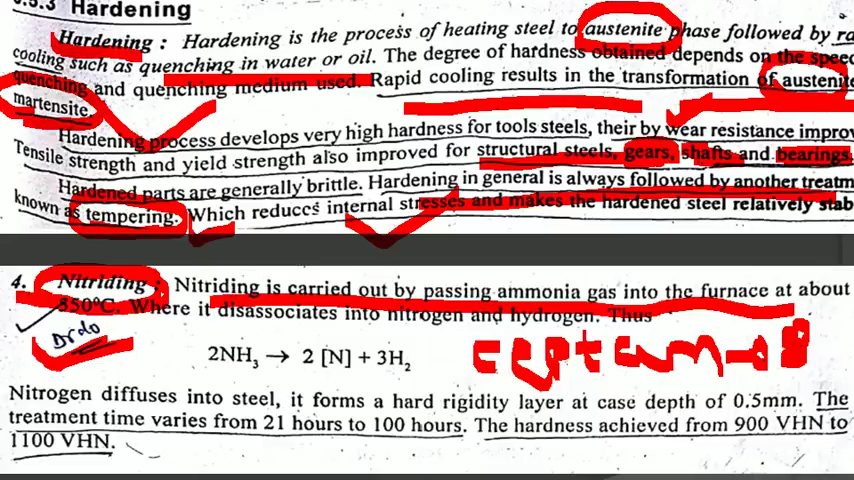 Hardening
Hardening : Hardening is the process of heating steel to austenite phase followed by ra
cooling such as quenching in water or oil. The degree of hardness obtained depends on the speed
quenching and quenching medium used. Rapid cooling results in the transformation of austenite
martensite.
Hardening process develops very high hardness for tools steels, their by wear resistance improv
Tensile strength and yield strength also improved for structural steels, gears, shafts and bearings.
Hardened parts are generally brittle. Hardening in general is always followed by another treatm
known as tempering. Which reduces internal stresses and makes the hardened steel relatively stab
4. Nitriding : Nitriding is carried out by passing ammonia gas into the furnace at about
850°C. Where it disassociates into nitrogen and hydrogen. Thus
Drdo
2NH₃ → 2 [N] + 3H₂
Nitrogen diffuses into steel, it forms a hard rigidity layer at case depth of 0.5mm. The
treatment time varies from 21 hours to 100 hours. The hardness achieved from 900 VHN to
1100 VHN.